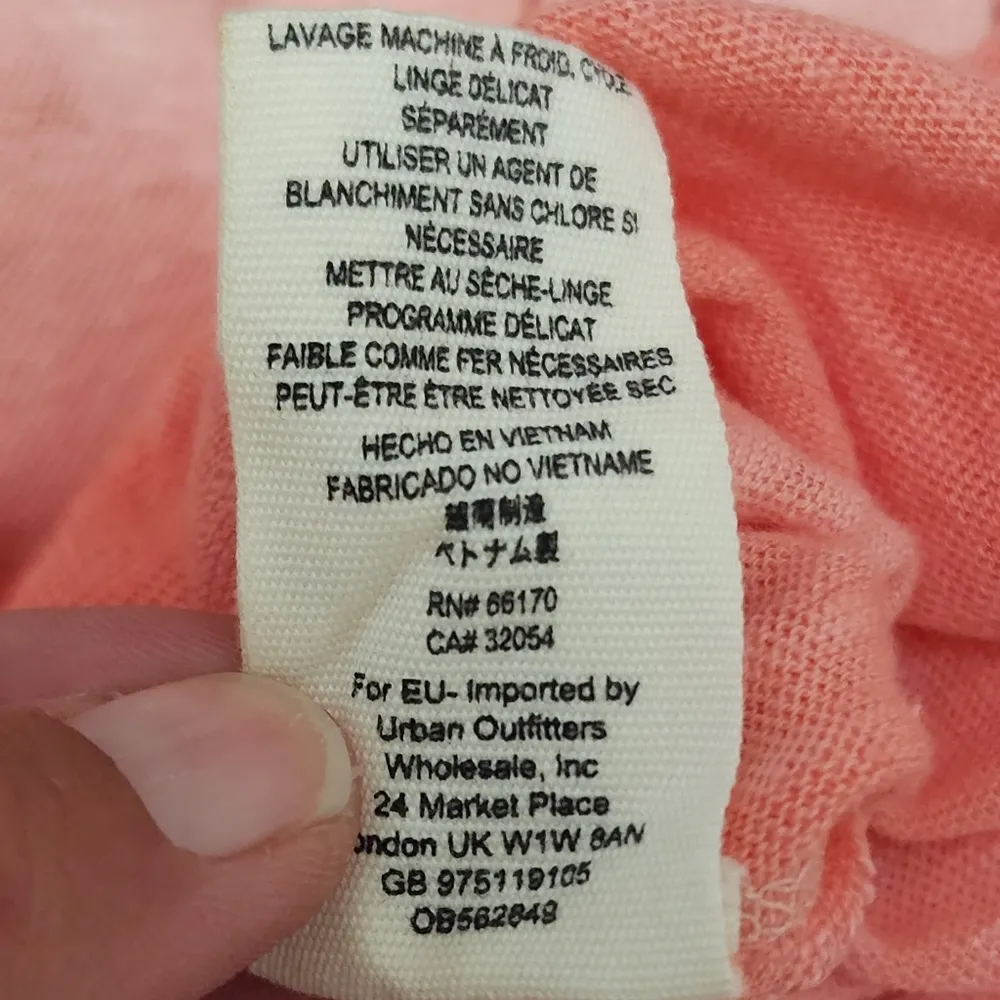 LAVAGE MACHINE À FROID,
LINGE DÉLICAT
SÉPARÉMENT
UTILISER UN AGENT DE
BLANCHIMENT SANS CHLORE SI
NÉCESSAIRE
METTRE AU SÈCHE-LINGE
PROGRAMME DÉLICAT
FAIBLE COMME FER NÉCESSAIRES
PEUT-ÊTRE ÊTRE NETTOYÉE SEC
HECHO EN VIETNAM
FABRICADO NO VIETNAME
越南制造
ベトナム製
RN# 66170
CA# 32054
For EU- Imported by
Urban Outfitters
Wholesale, Inc
24 Market Place
ondon UK W1W 8AN
GB 975119105
OB562849